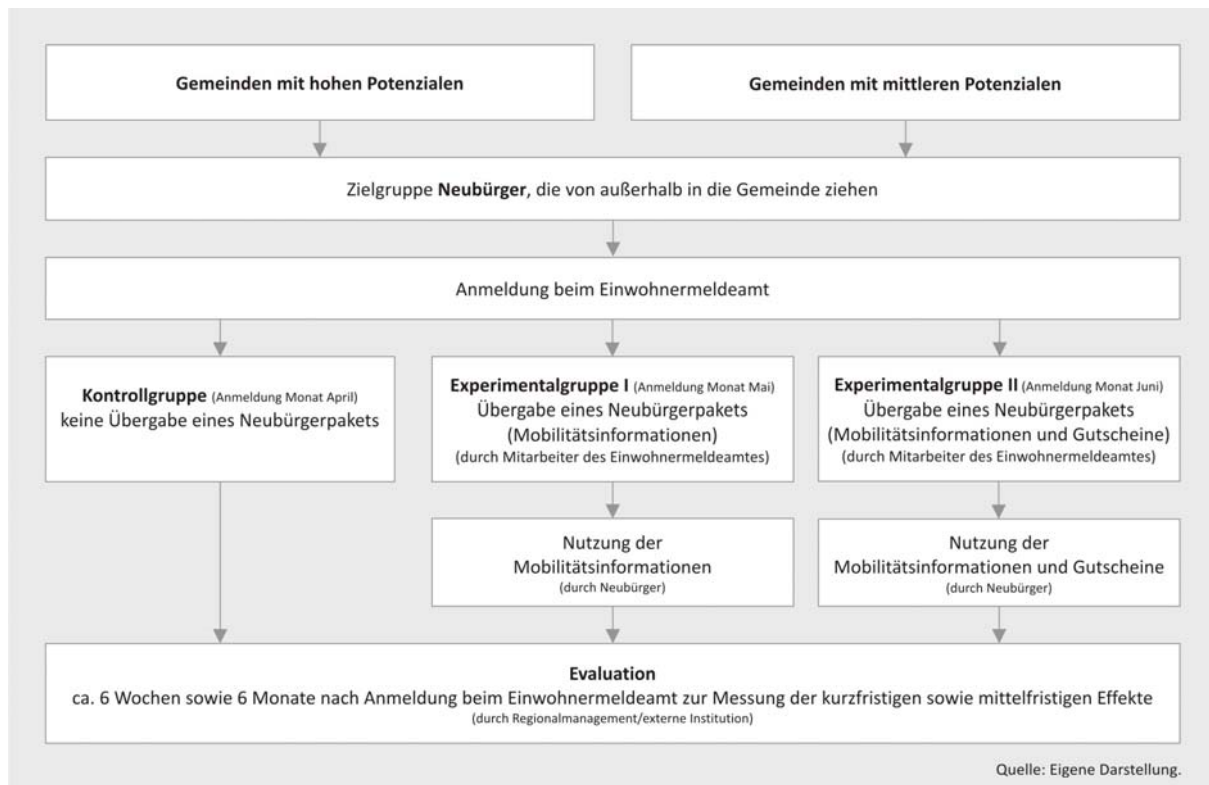 Gemeinden mit hohen Potenzialen
Gemeinden mit mittleren Potenzialen
Zielgruppe Neubürger, die von außerhalb in die Gemeinde ziehen
Anmeldung beim Einwohnermeldeamt
Kontrollgruppe (Anmeldung Monat April)
keine Übergabe eines Neubürgerpakets
Experimentalgruppe I (Anmeldung Monat Mai)
Übergabe eines Neubürgerpakets
(Mobilitätsinformationen)
(durch Mitarbeiter des Einwohnermeldeamtes)
Experimentalgruppe II (Anmeldung Monat Juni)
Übergabe eines Neubürgerpakets
(Mobilitätsinformationen und Gutscheine)
(durch Mitarbeiter des Einwohnermeldeamtes)
Nutzung der
Mobilitätsinformationen
(durch Neubürger)
Nutzung der
Mobilitätsinformationen und Gutscheine
(durch Neubürger)
Evaluation
ca. 6 Wochen sowie 6 Monate nach Anmeldung beim Einwohnermeldeamt zur Messung der kurzfristigen sowie mittelfristigen Effekte
(durch Regionalmanagement/externe Institution)
Quelle: Eigene Darstellung.